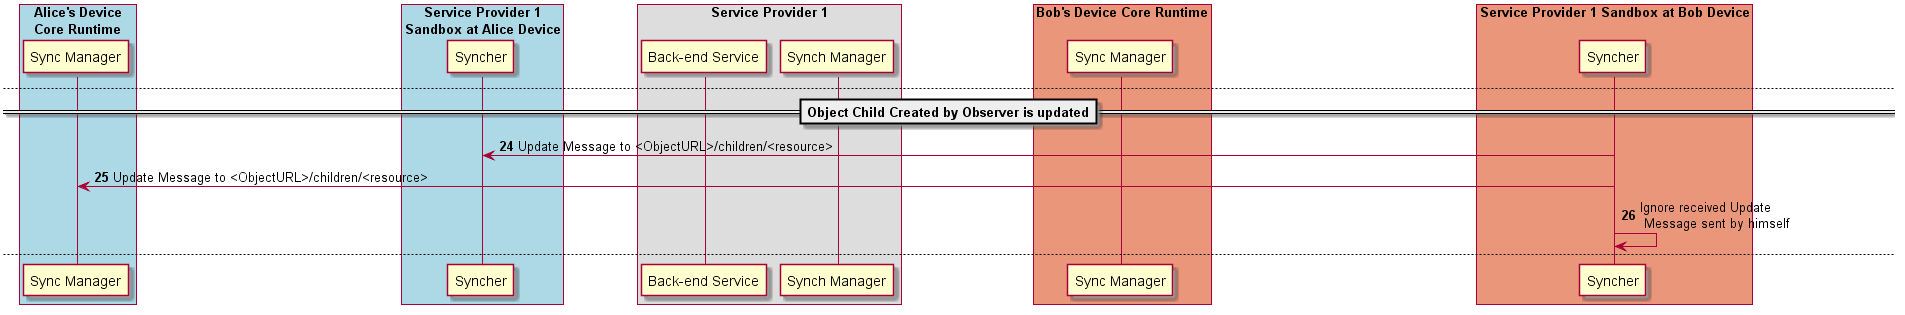 Alice's Device
Core Runtime
Service Provider 1
Sandbox at Alice Device
Service Provider 1
Bob's Device Core Runtime
Service Provider 1 Sandbox at Bob Device
Sync Manager
Syncher
Back-end Service
Synch Manager
Sync Manager
Syncher
Object Child Created by Observer is updated
24 Update Message to <ObjectURL>/children/<resource>
25 Update Message to <ObjectURL>/children/<resource>
26 Ignore received Update
Message sent by himself
Sync Manager
Syncher
Back-end Service
Synch Manager
Sync Manager
Syncher